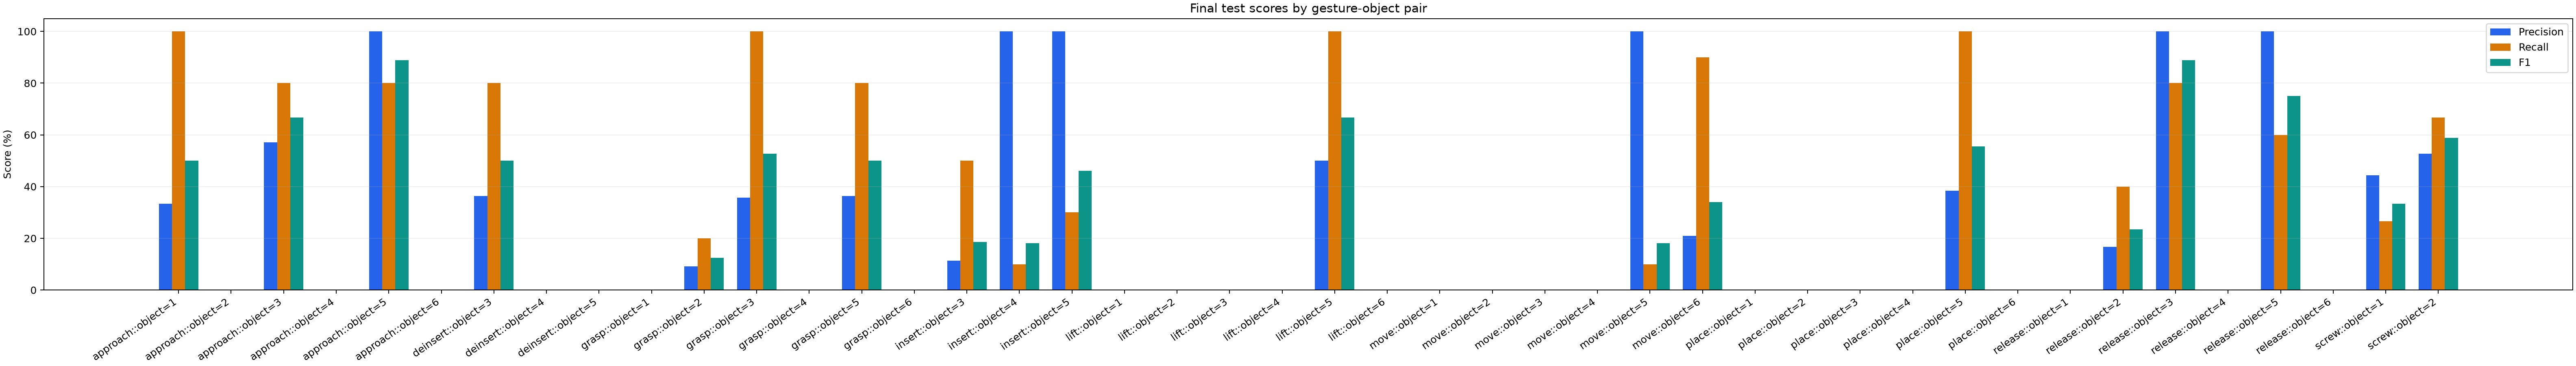 Final test scores by gesture-object pair
Score (%)
100
80
60
40
20
0
Precision
Recall
F1
approach::object=1
approach::object=2
approach::object=3
approach::object=4
approach::object=5
approach::object=6
deinsert::object=3
deinsert::object=4
deinsert::object=5
grasp::object=1
grasp::object=2
grasp::object=3
grasp::object=4
grasp::object=5
grasp::object=6
insert::object=3
insert::object=4
insert::object=5
lift::object=1
lift::object=2
lift::object=3
lift::object=4
lift::object=5
lift::object=6
move::object=1
move::object=2
move::object=3
move::object=4
move::object=5
move::object=6
place::object=1
place::object=2
place::object=3
place::object=4
place::object=5
place::object=6
release::object=1
release::object=2
release::object=3
release::object=4
release::object=5
release::object=6
screw::object=1
screw::object=2